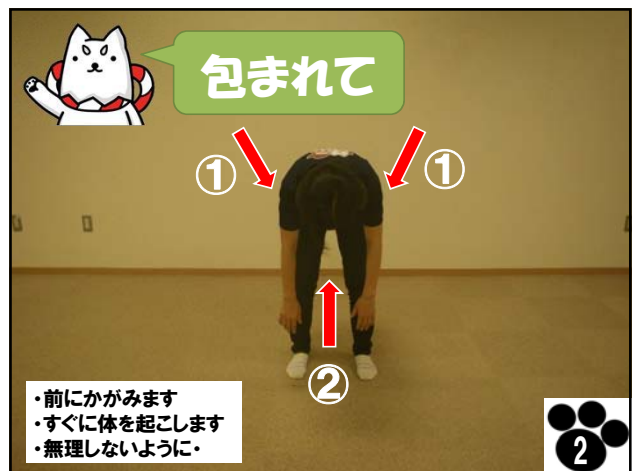 包まれて
① ①
②
・前にかがみます
・すぐに体を起こします
・無理しないように・
2